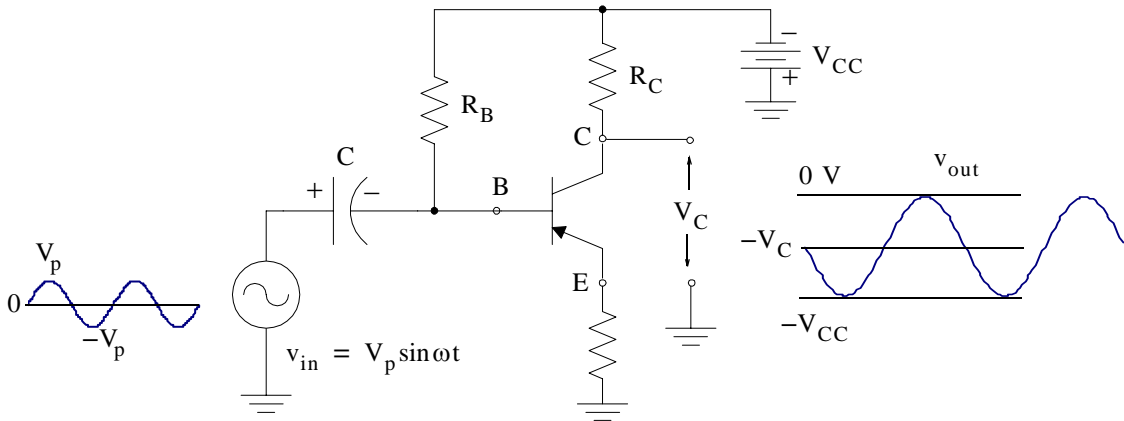 −
V_CC
+
R_C
R_B
C
C
+ −
B
0 V
v_out
V_C
−V_C
V_p
E
0
−V_p
−V_CC
v_in = V_p sin ωt